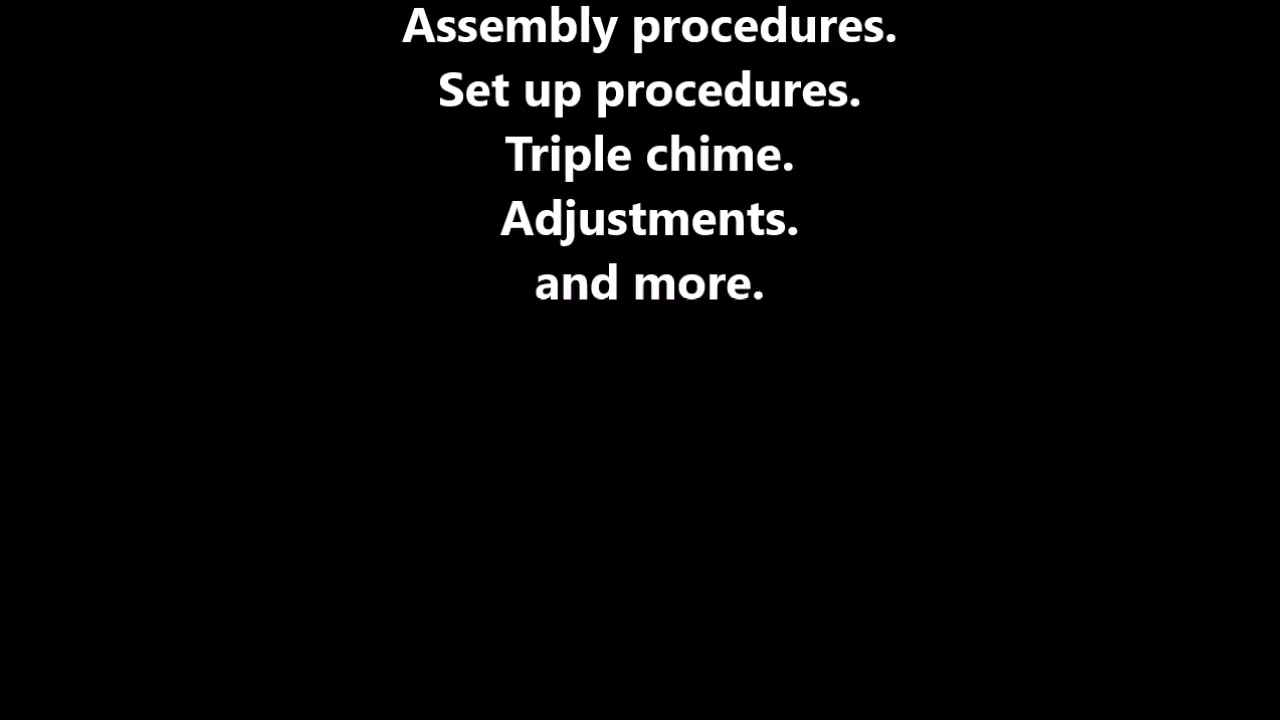 Assembly procedures.
Set up procedures.
Triple chime.
Adjustments.
and more.